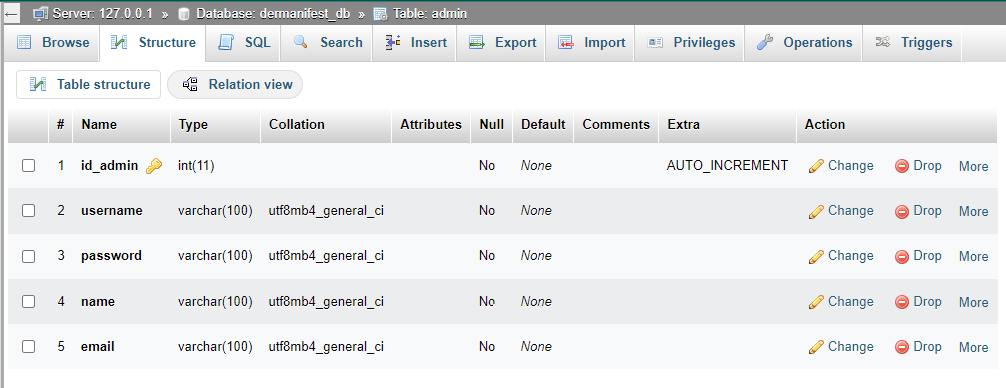 Server: 127.0.0.1 » Database: dermanifest_db » Table: admin
Browse Structure SQL Search Insert Export Import Privileges Operations Triggers
Table structure Relation view
# Name Type Collation Attributes Null Default Comments Extra Action
1 id_admin int(11) No None AUTO_INCREMENT Change Drop More
2 username varchar(100) utf8mb4_general_ci No None Change Drop More
3 password varchar(100) utf8mb4_general_ci No None Change Drop More
4 name varchar(100) utf8mb4_general_ci No None Change Drop More
5 email varchar(100) utf8mb4_general_ci No None Change Drop More